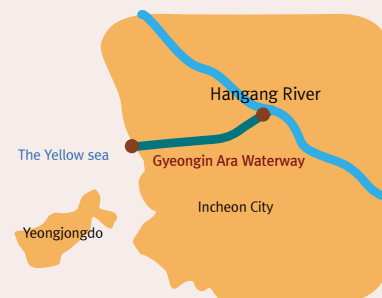 Hangang River
The Yellow sea
Gyeongin Ara Waterway
Incheon City
Yeongjongdo